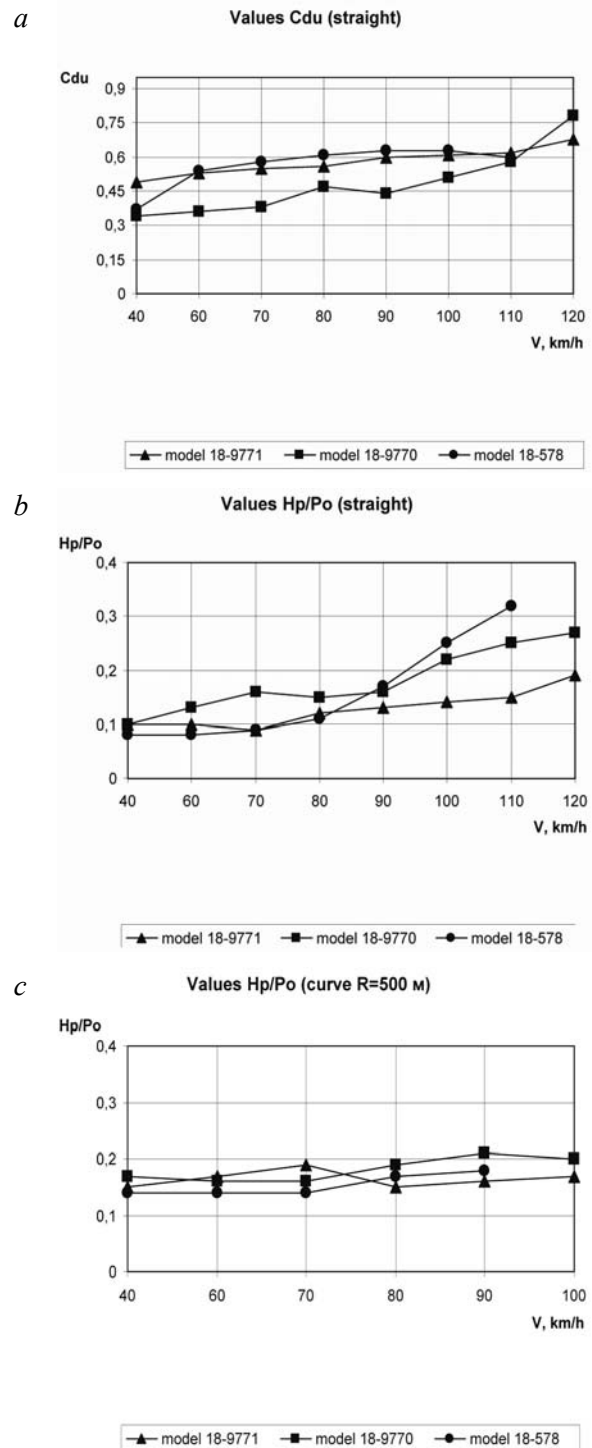 a
Values Cdu (straight)
Cdu
0,9
0,75
0,6
0,45
0,3
0,15
0
40 60 70 80 90 100 110 120
V, km/h
model 18-9771 model 18-9770 model 18-578
b
Values Hp/Po (straight)
Hp/Po
0,4
0,3
0,2
0,1
0
40 60 70 80 90 100 110 120
V, km/h
model 18-9771 model 18-9770 model 18-578
c
Values Hp/Po (curve R=500 м)
Hp/Po
0,4
0,3
0,2
0,1
0
40 60 70 80 90 100
V, km/h
model 18-9771 model 18-9770 model 18-578